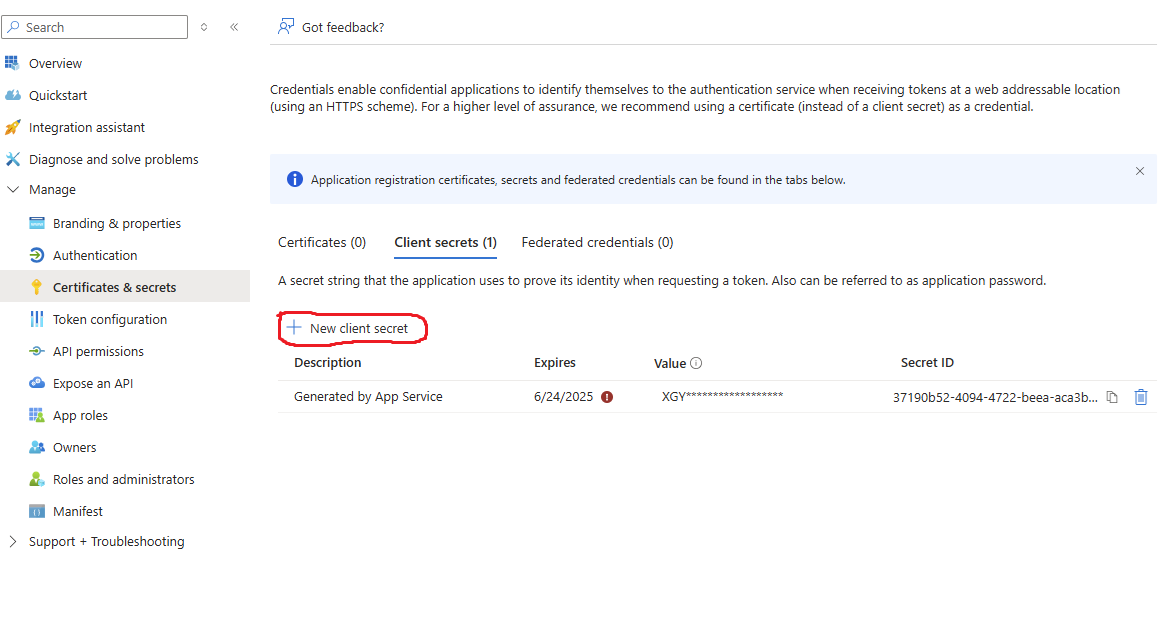 Search
Got feedback?
Overview
Quickstart
Integration assistant
Diagnose and solve problems
Manage
Branding & properties
Authentication
Certificates & secrets
Token configuration
API permissions
Expose an API
App roles
Owners
Roles and administrators
Manifest
Support + Troubleshooting
Credentials enable confidential applications to identify themselves to the authentication service when receiving tokens at a web addressable location
(using an HTTPS scheme). For a higher level of assurance, we recommend using a certificate (instead of a client secret) as a credential.
Application registration certificates, secrets and federated credentials can be found in the tabs below.
Certificates (0) Client secrets (1) Federated credentials (0)
A secret string that the application uses to prove its identity when requesting a token. Also can be referred to as application password.
New client secret
Description Expires Value Secret ID
Generated by App Service 6/24/2025 XGY****************** 37190b52-4094-4722-beea-aca3b...